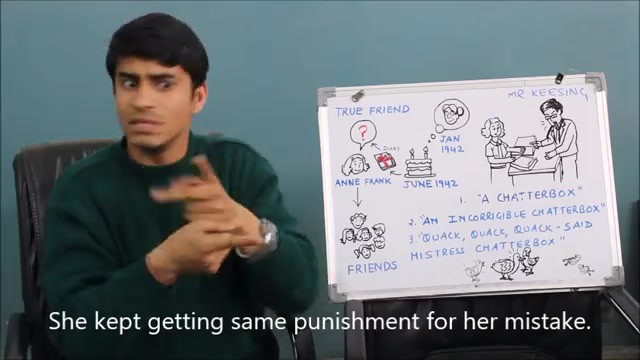 TRUE FRIEND
MR KEESING
?
DIARY
JAN
1942
ANNE FRANK
JUNE 1942
1. "A CHATTERBOX"
2. "AN INCORRIGIBLE CHATTERBOX"
3. "QUACK, QUACK, QUACK - SAID
MISTRESS CHATTERBOX"
FRIENDS
She kept getting same punishment for her mistake.